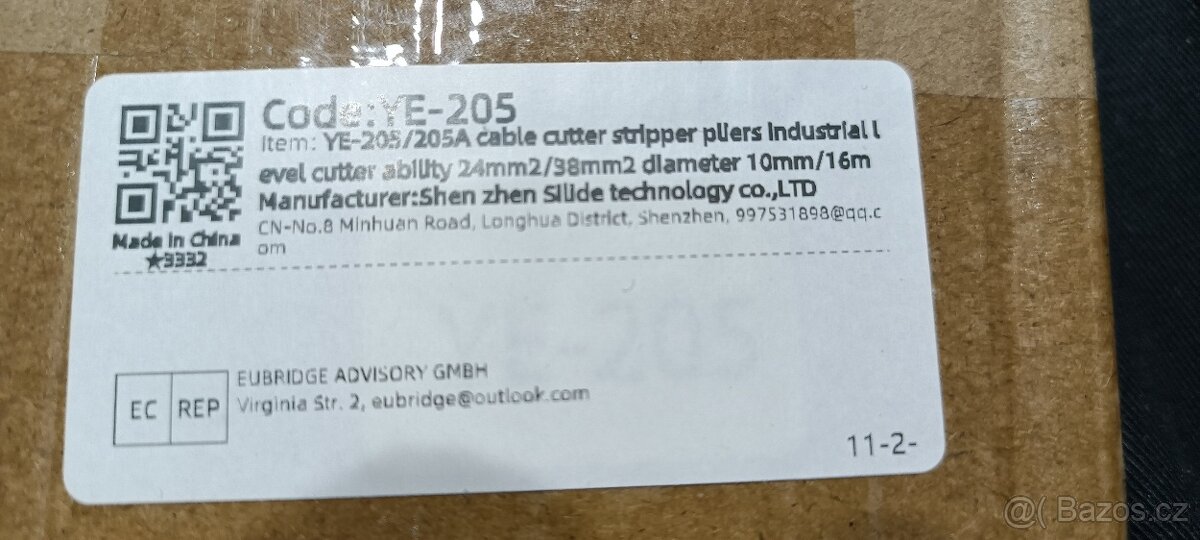 Code:YE-205
Item: YE-205/205A cable cutter stripper pliers industrial l
evel cutter ability 24mm2/38mm2 diameter 10mm/16m
Manufacturer:Shen zhen Silide technology co.,LTD
CN-No.8 Minhuan Road, Longhua District, Shenzhen, 997531898@qq.c
om
Made in China
★3332
EC REP
EUBRIDGE ADVISORY GMBH
Virginia Str. 2, eubridge@outlook.com
11-2-
@( Bazos.cz